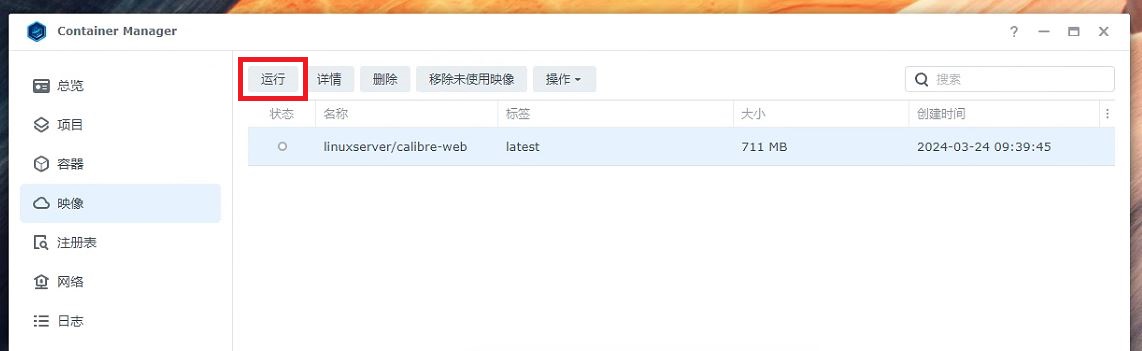 Container Manager
总览
项目
容器
映像
注册表
网络
日志
运行 详情 删除 移除未使用映像 操作 搜索
状态 名称 标签 大小 创建时间
linuxserver/calibre-web latest 711 MB 2024-03-24 09:39:45